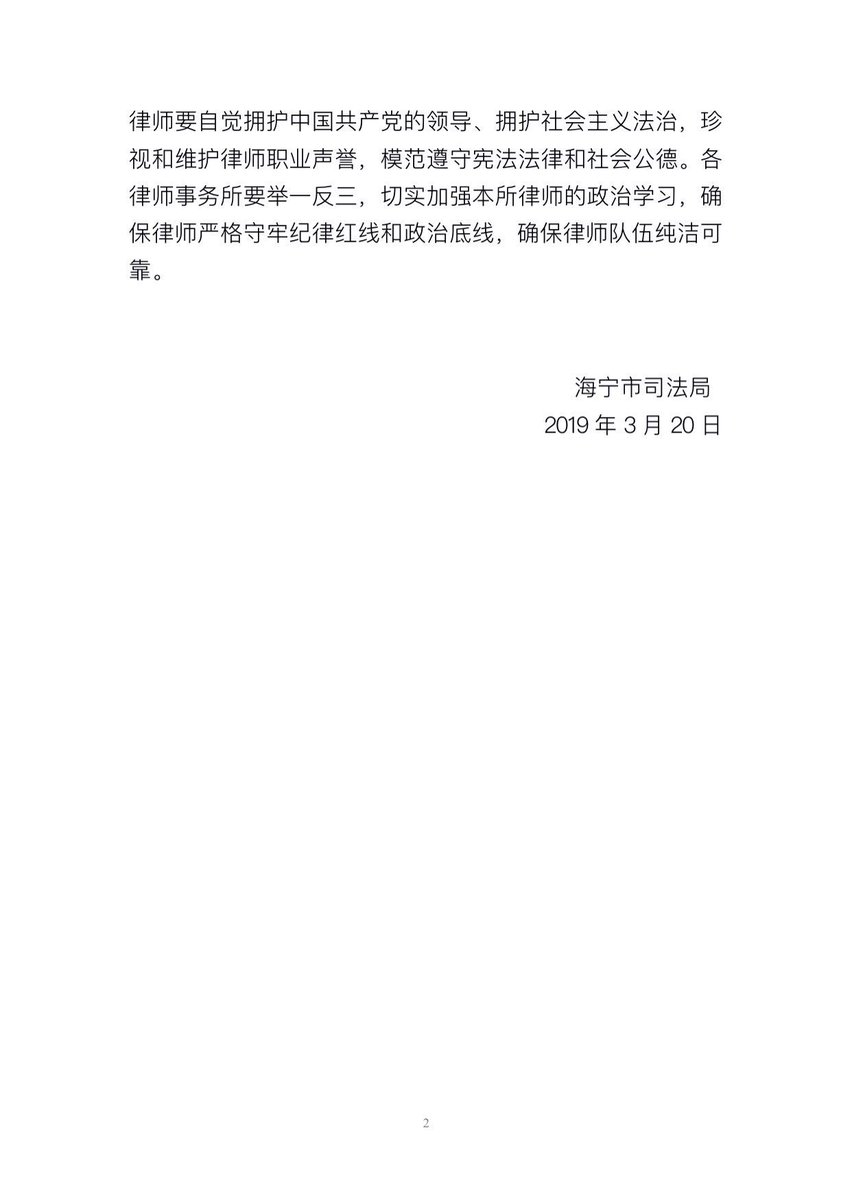 律师要自觉拥护中国共产党的领导、拥护社会主义法治，珍
视和维护律师职业声誉，模范遵守宪法法律和社会公德。各
律师事务所要举一反三，切实加强本所律师的政治学习，确
保律师严格守牢纪律红线和政治底线，确保律师队伍纯洁可
靠。
海宁市司法局
2019 年 3 月 20 日
2